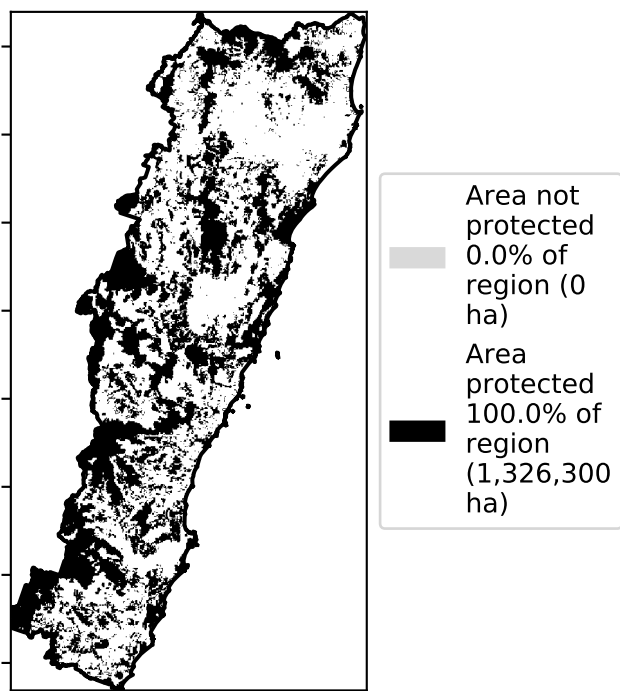 Area not
protected
0.0% of
region (0
ha)
Area
protected
100.0% of
region
(1,326,300
ha)